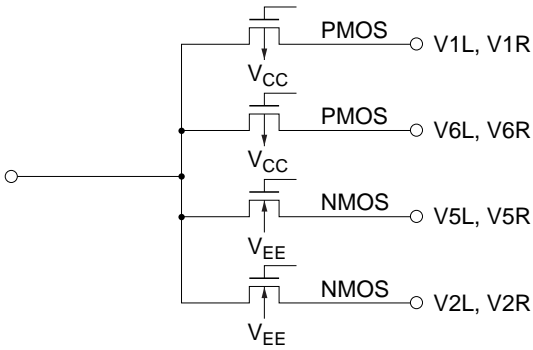 PMOS V1L, V1R
VCC
PMOS V6L, V6R
VCC
NMOS V5L, V5R
VEE
NMOS V2L, V2R
VEE